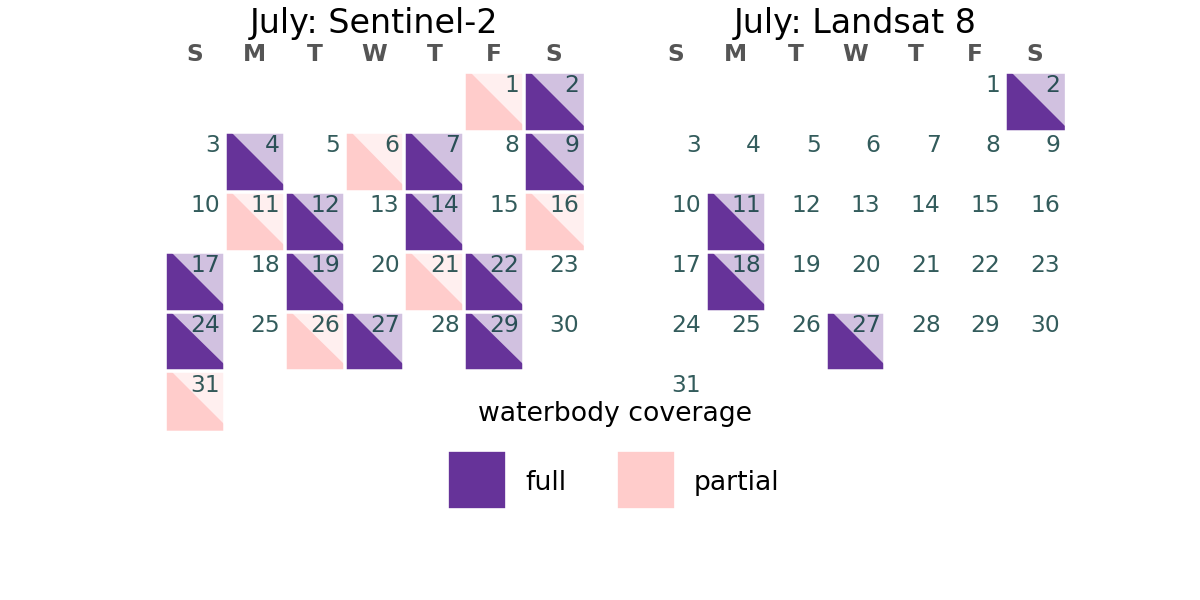 July: Sentinel-2
S M T W T F S
1 2
3 4 5 6 7 8 9
10 11 12 13 14 15 16
17 18 19 20 21 22 23
24 25 26 27 28 29 30
31
July: Landsat 8
S M T W T F S
1 2
3 4 5 6 7 8 9
10 11 12 13 14 15 16
17 18 19 20 21 22 23
24 25 26 27 28 29 30
31
waterbody coverage
full partial